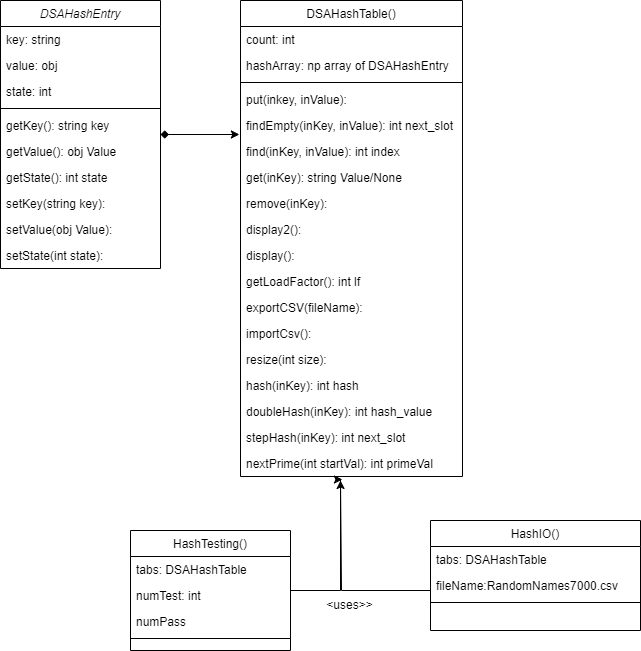 DSAHashEntry
key: string
value: obj
state: int
getKey(): string key
getValue(): obj Value
getState(): int state
setKey(string key):
setValue(obj Value):
setState(int state):
DSAHashTable()
count: int
hashArray: np array of DSAHashEntry
put(inkey, inValue):
findEmpty(inKey, inValue): int next_slot
find(inKey, inValue): int index
get(inKey): string Value/None
remove(inKey):
display2():
display():
getLoadFactor(): int lf
exportCSV(fileName):
importCsv():
resize(int size):
hash(inKey): int hash
doubleHash(inKey): int hash_value
stepHash(inKey): int next_slot
nextPrime(int startVal): int primeVal
HashTesting()
tabs: DSAHashTable
numTest: int
numPass
<uses>>
HashIO()
tabs: DSAHashTable
fileName:RandomNames7000.csv